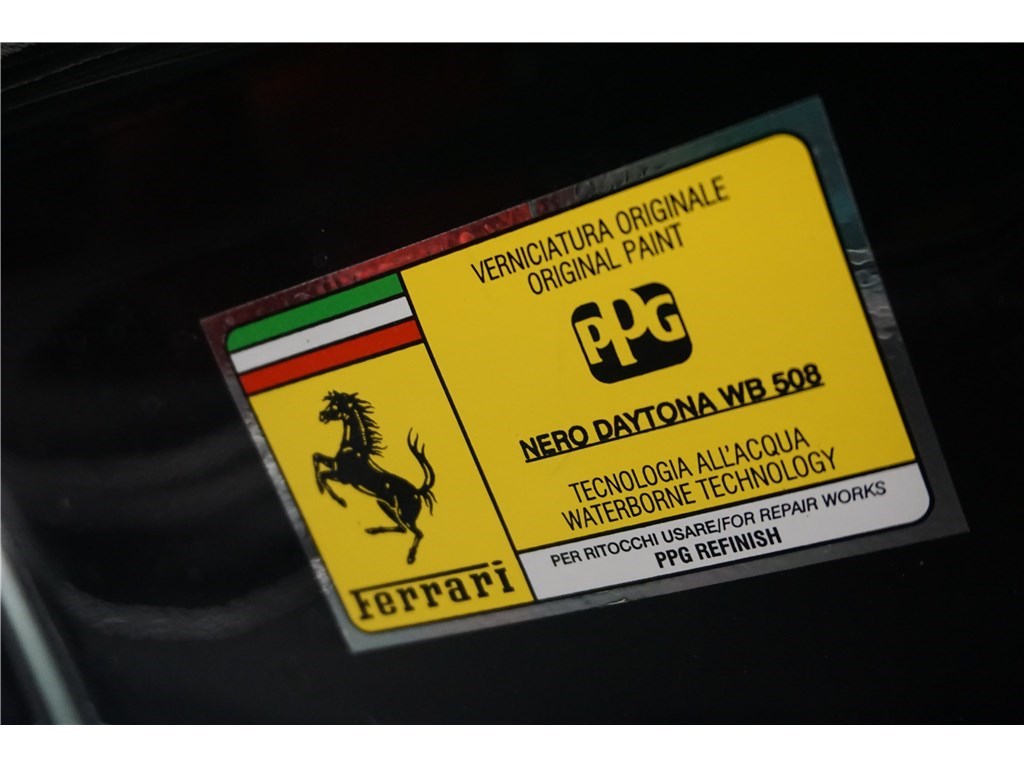 VERNICIATURA ORIGINALE
ORIGINAL PAINT
PPG
NERO DAYTONA WB 508
TECNOLOGIA ALL'ACQUA
WATERBORNE TECHNOLOGY
PER RITOCCHI USARE/FOR REPAIR WORKS
PPG REFINISH
Ferrari